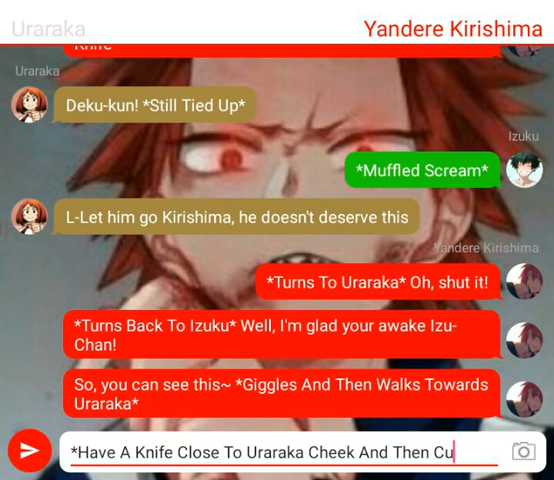 Uraraka
Yandere Kirishima
Knife*
Uraraka
Deku-kun! *Still Tied Up*
Izuku
*Muffled Scream*
L-Let him go Kirishima, he doesn't deserve this
Yandere Kirishima
*Turns To Uraraka* Oh, shut it!
*Turns Back To Izuku* Well, I'm glad your awake Izu-
Chan!
So, you can see this~ *Giggles And Then Walks Towards
Uraraka*
*Have A Knife Close To Uraraka Cheek And Then Cu